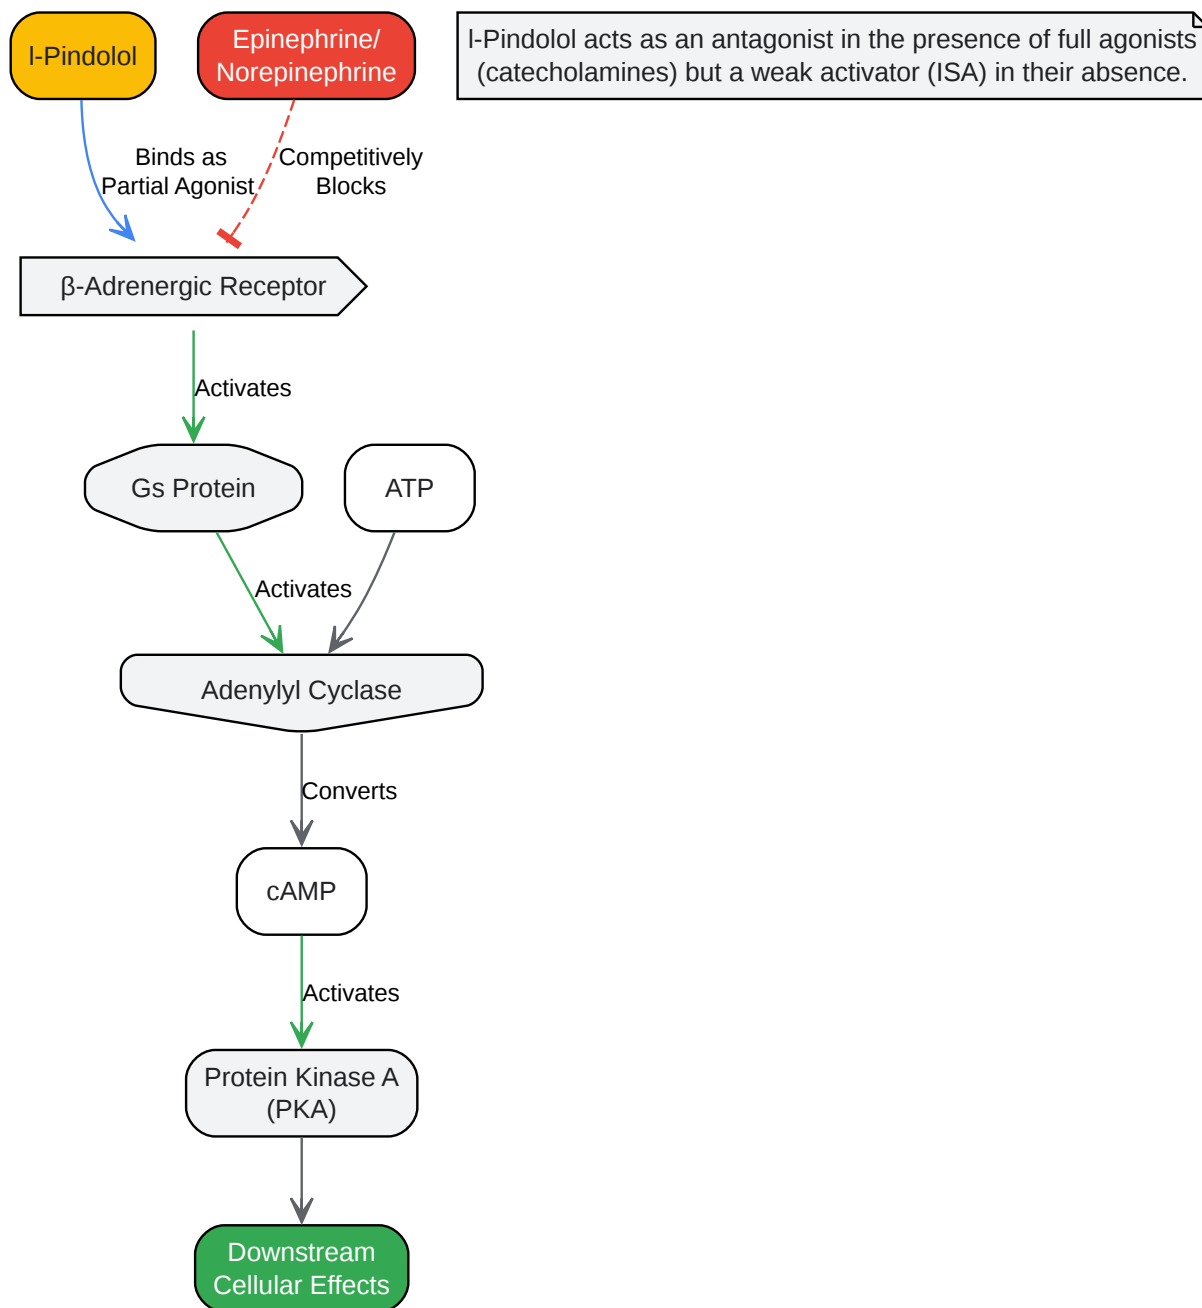 l-Pindolol
Epinephrine/
Norepinephrine
l-Pindolol acts as an antagonist in the presence of full agonists
(catecholamines) but a weak activator (ISA) in their absence.
Binds as
Partial Agonist
Competitively
Blocks
β-Adrenergic Receptor
Activates
Gs Protein
ATP
Activates
Adenylyl Cyclase
Converts
cAMP
Activates
Protein Kinase A
(PKA)
Downstream
Cellular Effects